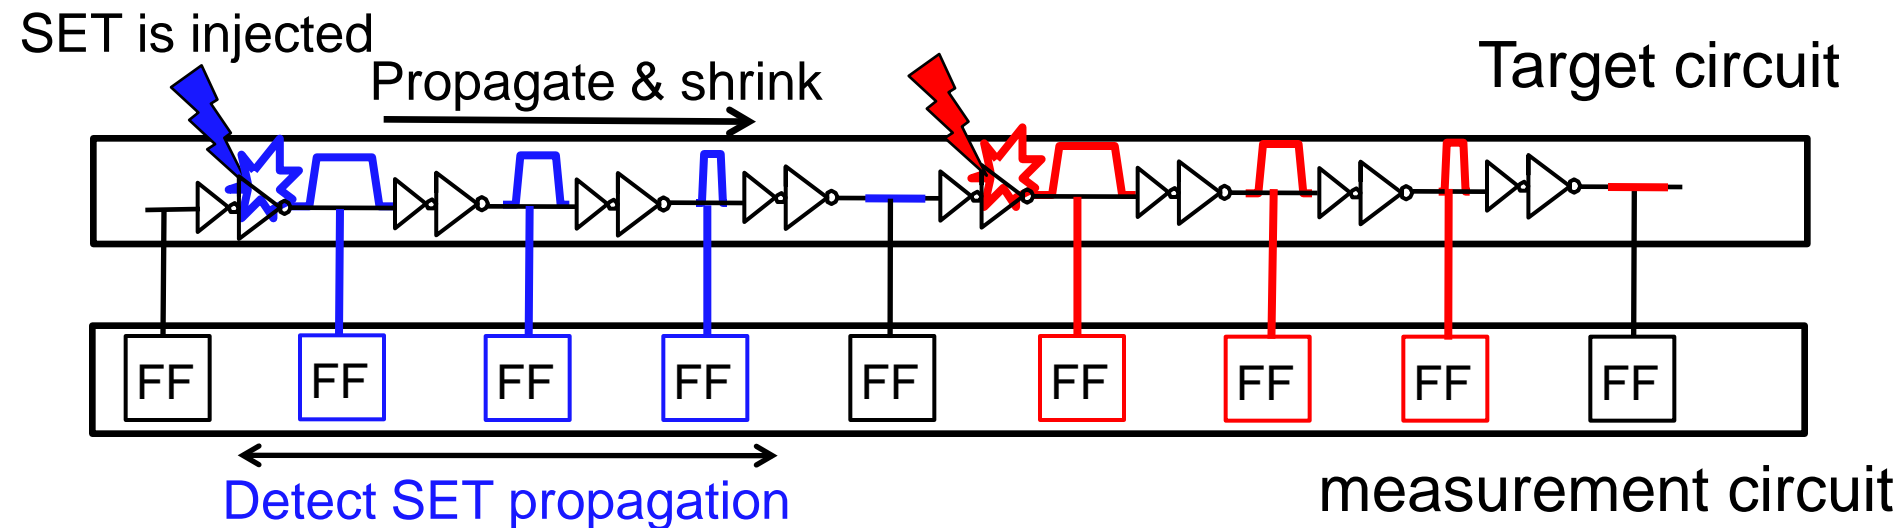 SET is injected
Propagate & shrink
Target circuit
FF FF FF FF FF FF FF FF FF
Detect SET propagation
measurement circuit